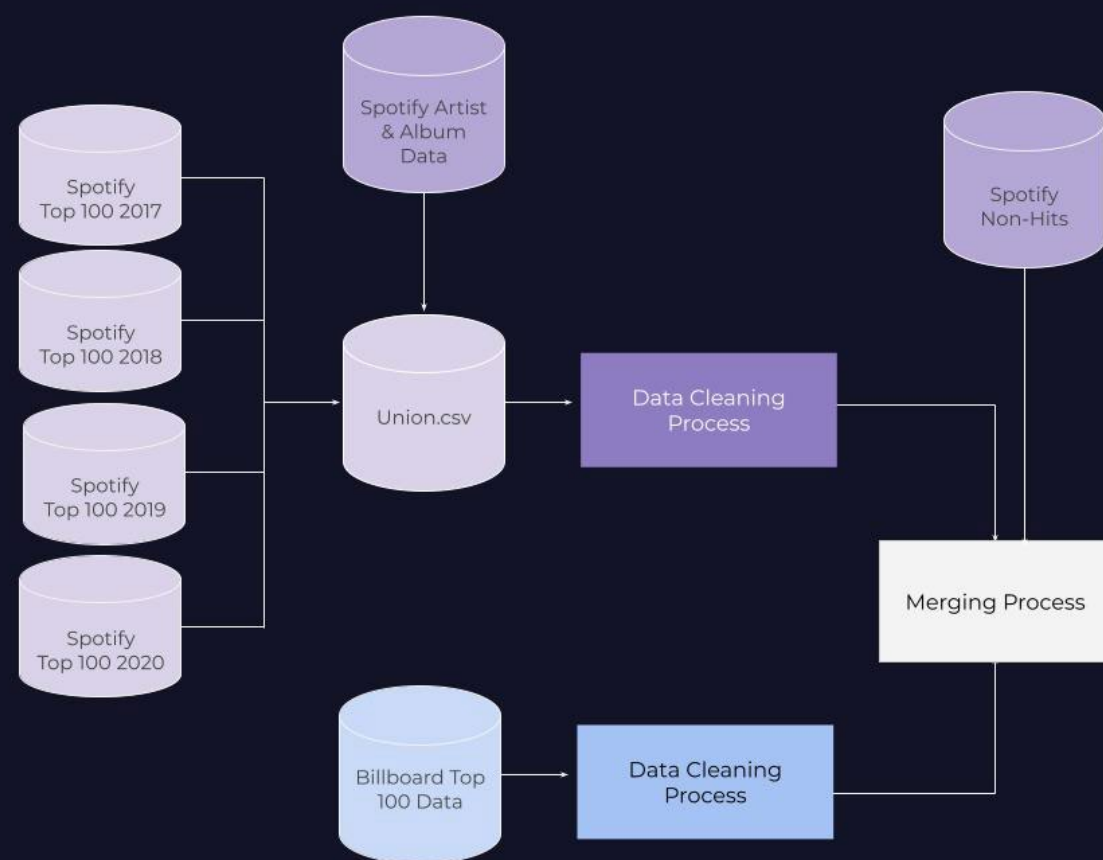 Spotify Artist
& Album
Data
Spotify
Top 100 2017
Spotify
Non-Hits
Spotify
Top 100 2018
Union.csv
Data Cleaning
Process
Spotify
Top 100 2019
Merging Process
Spotify
Top 100 2020
Billboard Top
100 Data
Data Cleaning
Process